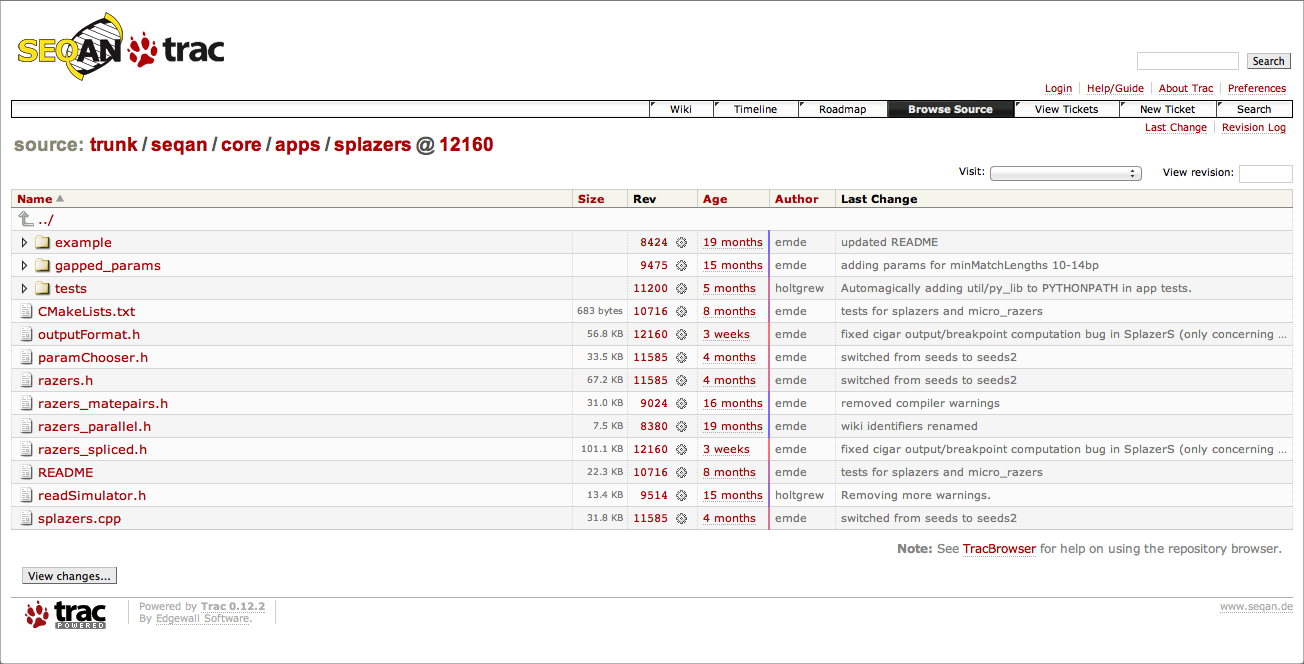 SEQAN trac
Search
Login Help/Guide About Trac Preferences
Wiki Timeline Roadmap Browse Source View Tickets New Ticket Search
Last Change Revision Log
source: trunk / seqan / core / apps / splazers @ 12160
Visit: View revision:
Name Size Rev Age Author Last Change
../
example 8424 19 months emde updated README
gapped_params 9475 15 months emde adding params for minMatchLengths 10-14bp
tests 11200 5 months holtgrew Automagically adding util/py_lib to PYTHONPATH in app tests.
CMakeLists.txt 683 bytes 10716 8 months emde tests for splazers and micro_razers
outputFormat.h 56.8 KB 12160 3 weeks emde fixed cigar output/breakpoint computation bug in SplazerS (only concerning ...
paramChooser.h 33.5 KB 11585 4 months emde switched from seeds to seeds2
razers.h 67.2 KB 11585 4 months emde switched from seeds to seeds2
razers_matepairs.h 31.0 KB 9024 16 months emde removed compiler warnings
razers_parallel.h 7.5 KB 8380 19 months emde wiki identifiers renamed
razers_spliced.h 101.1 KB 12160 3 weeks emde fixed cigar output/breakpoint computation bug in SplazerS (only concerning ...
README 22.3 KB 10716 8 months emde tests for splazers and micro_razers
readSimulator.h 13.4 KB 9514 15 months holtgrew Removing more warnings.
splazers.cpp 31.8 KB 11585 4 months emde switched from seeds to seeds2
Note: See TracBrowser for help on using the repository browser.
View changes...
trac POWERED
Powered by Trac 0.12.2
By Edgewall Software.
www.seqan.de